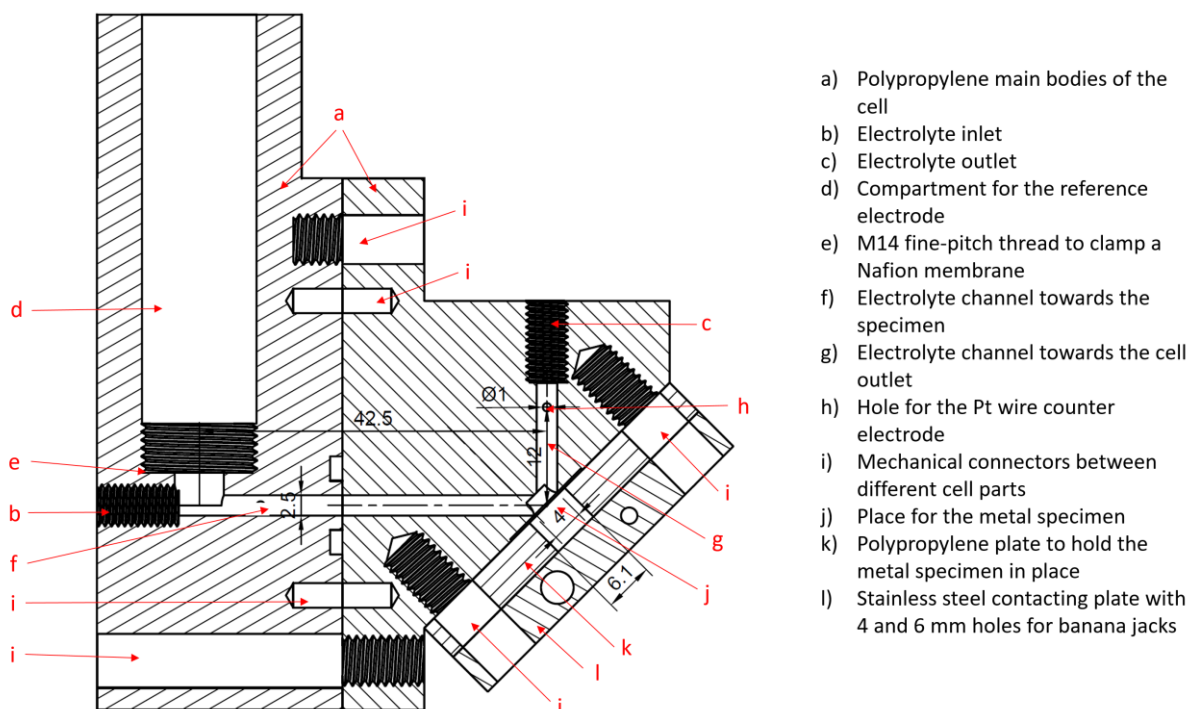 a
i
i
d
c
Ø1
42.5
h
12
e
b
2.5
f
4
i
g
6.1
j
i
k
i
l
i
a) Polypropylene main bodies of the
cell
b) Electrolyte inlet
c) Electrolyte outlet
d) Compartment for the reference
electrode
e) M14 fine-pitch thread to clamp a
Nafion membrane
f) Electrolyte channel towards the
specimen
g) Electrolyte channel towards the cell
outlet
h) Hole for the Pt wire counter
electrode
i) Mechanical connectors between
different cell parts
j) Place for the metal specimen
k) Polypropylene plate to hold the
metal specimen in place
l) Stainless steel contacting plate with
4 and 6 mm holes for banana jacks